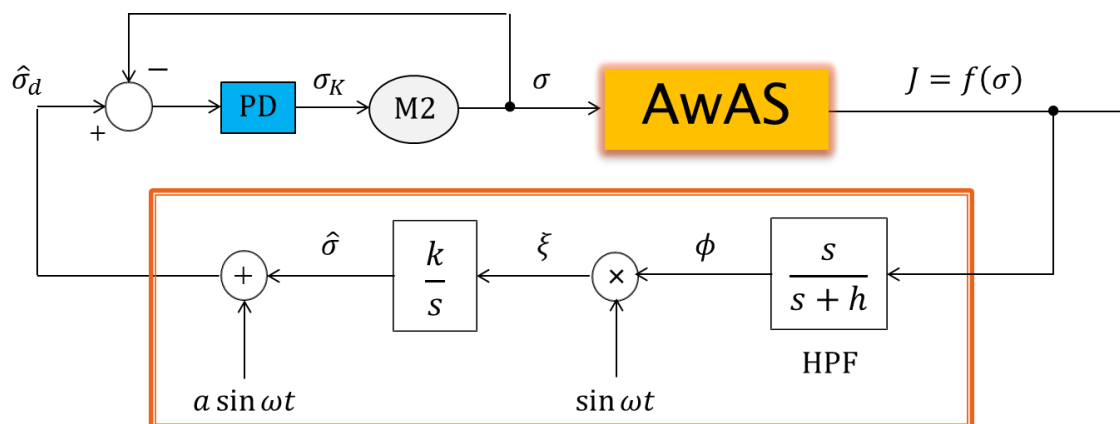 σ̂_d
−
+
PD
σ_K
M2
σ
AwAS
J = f(σ)
+
σ̂
k/s
ξ
×
ϕ
s/(s + h)
HPF
a sin ωt
sin ωt